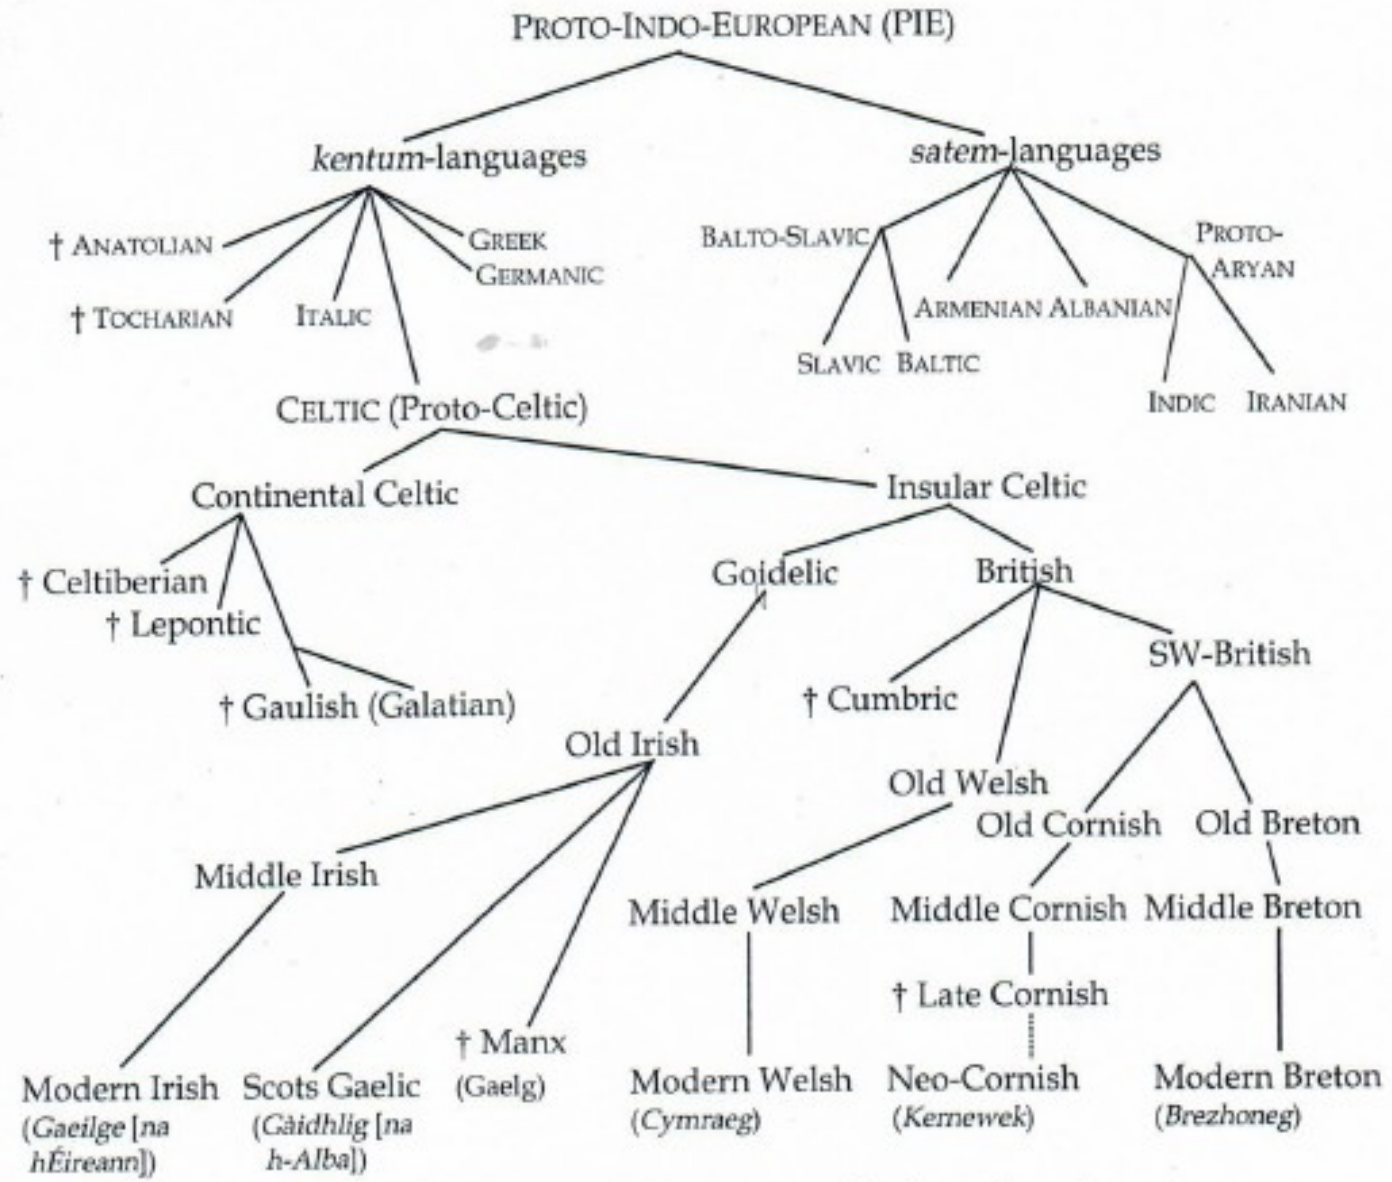 PROTO-INDO-EUROPEAN (PIE)
kentum-languages
satem-languages
† ANATOLIAN
GREEK
GERMANIC
† TOCHARIAN
ITALIC
BALTO-SLAVIC
PROTO-
ARYAN
ARMENIAN
ALBANIAN
SLAVIC
BALTIC
INDIC
IRANIAN
CELTIC (Proto-Celtic)
Continental Celtic
Insular Celtic
† Celtiberian
† Lepontic
† Gaulish (Galatian)
Goidelic
British
SW-British
† Cumbric
Old Irish
Old Welsh
Old Cornish
Old Breton
Middle Irish
Middle Welsh
Middle Cornish
Middle Breton
† Late Cornish
† Manx
(Gaelg)
Modern Irish
(Gaeilge [na
hÉireann])
Scots Gaelic
(Gàidhlig [na
h-Alba])
Modern Welsh
(Cymraeg)
Neo-Cornish
(Kernewek)
Modern Breton
(Brezhoneg)